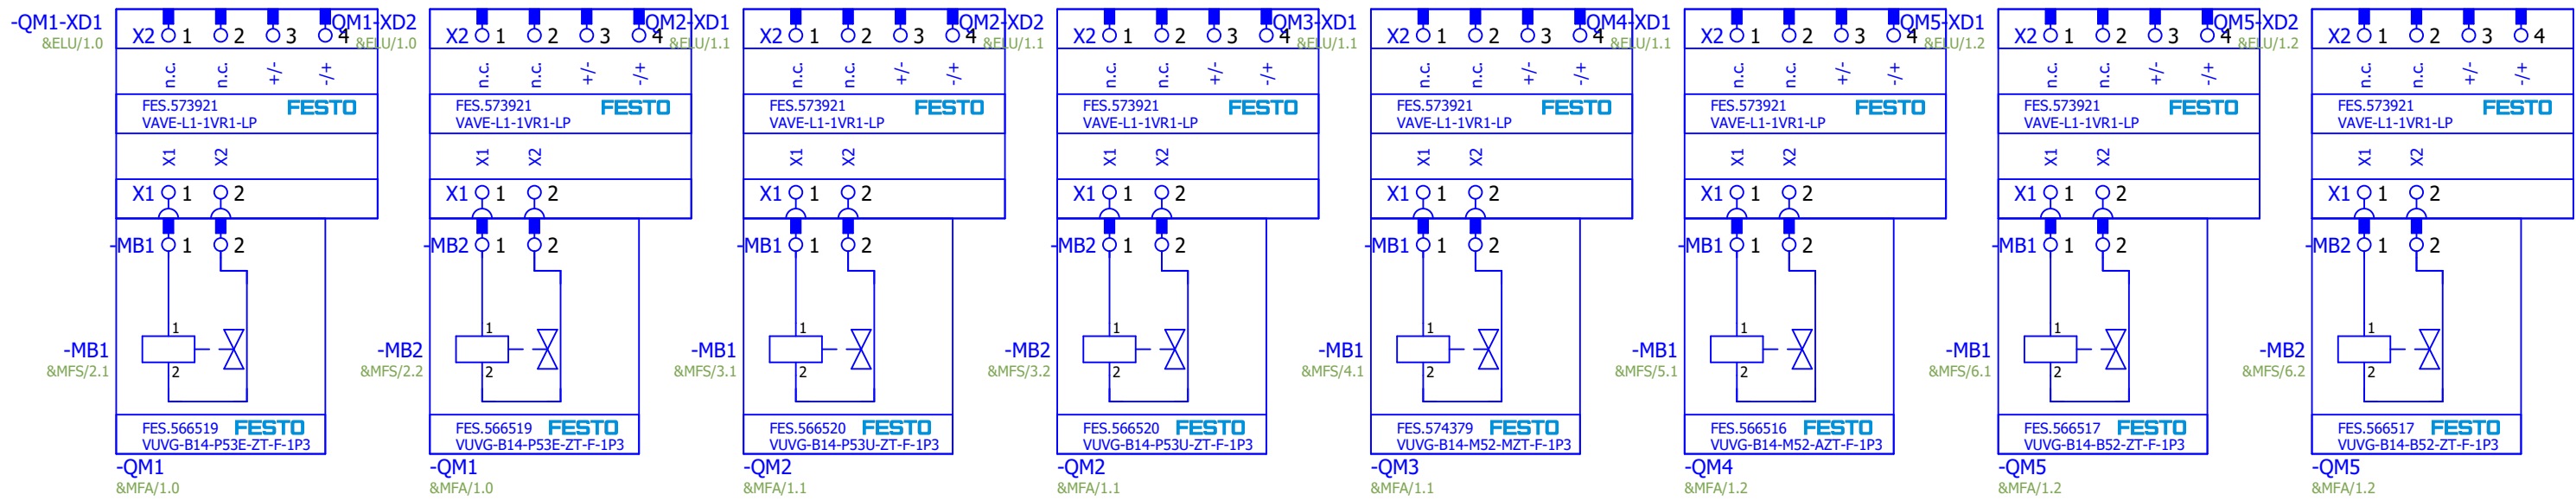 -QM1-XD1 X2 1 2 3 4 QM1-XD2 X2 1 2 3 4 QM2-XD1 X2 1 2 3 4 QM2-XD2 X2 1 2 3 4 QM3-XD1 X2 1 2 3 4 QM4-XD1 X2 1 2 3 4 QM5-XD1 X2 1 2 3 4 QM5-XD2 X2 1 2 3 4
&ELU/1.0 &ELU/1.0 &ELU/1.1 &ELU/1.1 &ELU/1.1 &ELU/1.1 &ELU/1.2 &ELU/1.2
n.c. n.c. +/- -/+ n.c. n.c. +/- -/+ n.c. n.c. +/- -/+ n.c. n.c. +/- -/+ n.c. n.c. +/- -/+ n.c. n.c. +/- -/+ n.c. n.c. +/- -/+ n.c. n.c. +/- -/+
FES.573921 FESTO FES.573921 FESTO FES.573921 FESTO FES.573921 FESTO FES.573921 FESTO FES.573921 FESTO FES.573921 FESTO FES.573921 FESTO
VAVE-L1-1VR1-LP VAVE-L1-1VR1-LP VAVE-L1-1VR1-LP VAVE-L1-1VR1-LP VAVE-L1-1VR1-LP VAVE-L1-1VR1-LP VAVE-L1-1VR1-LP VAVE-L1-1VR1-LP
X1 X2 X1 X2 X1 X2 X1 X2 X1 X2 X1 X2 X1 X2 X1 X2
X1 1 2 X1 1 2 X1 1 2 X1 1 2 X1 1 2 X1 1 2 X1 1 2 X1 1 2
-MB1 1 2 -MB2 1 2 -MB1 1 2 -MB2 1 2 -MB1 1 2 -MB1 1 2 -MB1 1 2 -MB2 1 2
1 1 1 1 1 1 1 1
-MB1 -MB2 -MB1 -MB2 -MB1 -MB1 -MB1 -MB2
&MFS/2.1 2 &MFS/2.2 2 &MFS/3.1 2 &MFS/3.2 2 &MFS/4.1 2 &MFS/5.1 2 &MFS/6.1 2 &MFS/6.2 2
FES.566519 FESTO FES.566519 FESTO FES.566520 FESTO FES.566520 FESTO FES.574379 FESTO FES.566516 FESTO FES.566517 FESTO FES.566517 FESTO
VUVG-B14-P53E-ZT-F-1P3 VUVG-B14-P53E-ZT-F-1P3 VUVG-B14-P53U-ZT-F-1P3 VUVG-B14-P53U-ZT-F-1P3 VUVG-B14-M52-MZT-F-1P3 VUVG-B14-M52-AZT-F-1P3 VUVG-B14-B52-ZT-F-1P3 VUVG-B14-B52-ZT-F-1P3
-QM1 -QM1 -QM2 -QM2 -QM3 -QM4 -QM5 -QM5
&MFA/1.0 &MFA/1.0 &MFA/1.1 &MFA/1.1 &MFA/1.1 &MFA/1.2 &MFA/1.2 &MFA/1.2